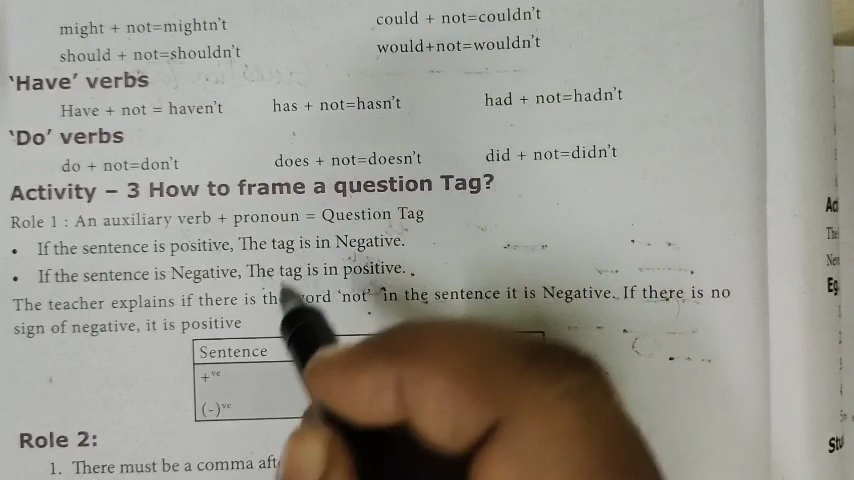 might + not=mightn't
could + not=couldn't
should + not=shouldn't
would+not=wouldn't
'Have' verbs
Have + not = haven't has + not=hasn't had + not=hadn't
'Do' verbs
do + not=don't does + not=doesn't did + not=didn't
Activity – 3 How to frame a question Tag?
Role 1 : An auxiliary verb + pronoun = Question Tag
• If the sentence is positive, The tag is in Negative.
• If the sentence is Negative, The tag is in positive.
The teacher explains if there is the word 'not' in the sentence it is Negative. If there is no
sign of negative, it is positive
Sentence
+ve
(-)ve
Role 2:
1. There must be a comma
Ad
The
Eg